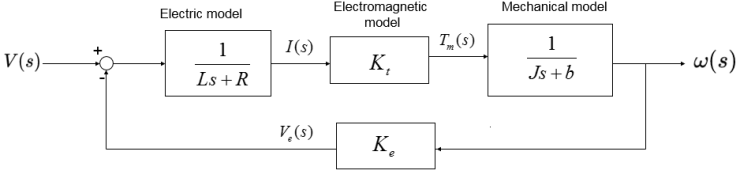 Electric model
Electromagnetic
model
Mechanical model
V(s)
+
-
1
Ls + R
I(s)
K_t
T_m(s)
1
Js + b
ω(s)
V_e(s)
K_e